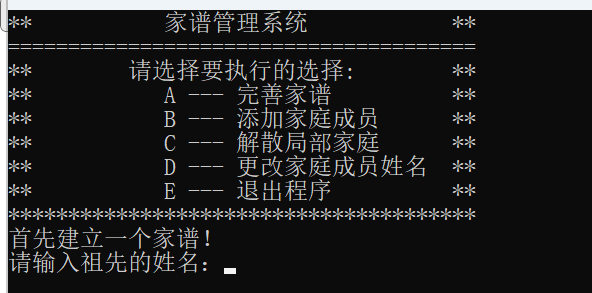 ** 家谱管理系统 **
=======================================
** 请选择要执行的选择: **
** A --- 完善家谱 **
** B --- 添加家庭成员 **
** C --- 解散局部家庭 **
** D --- 更改家庭成员姓名 **
** E --- 退出程序 **
***************************************
首先建立一个家谱!
请输入祖先的姓名: